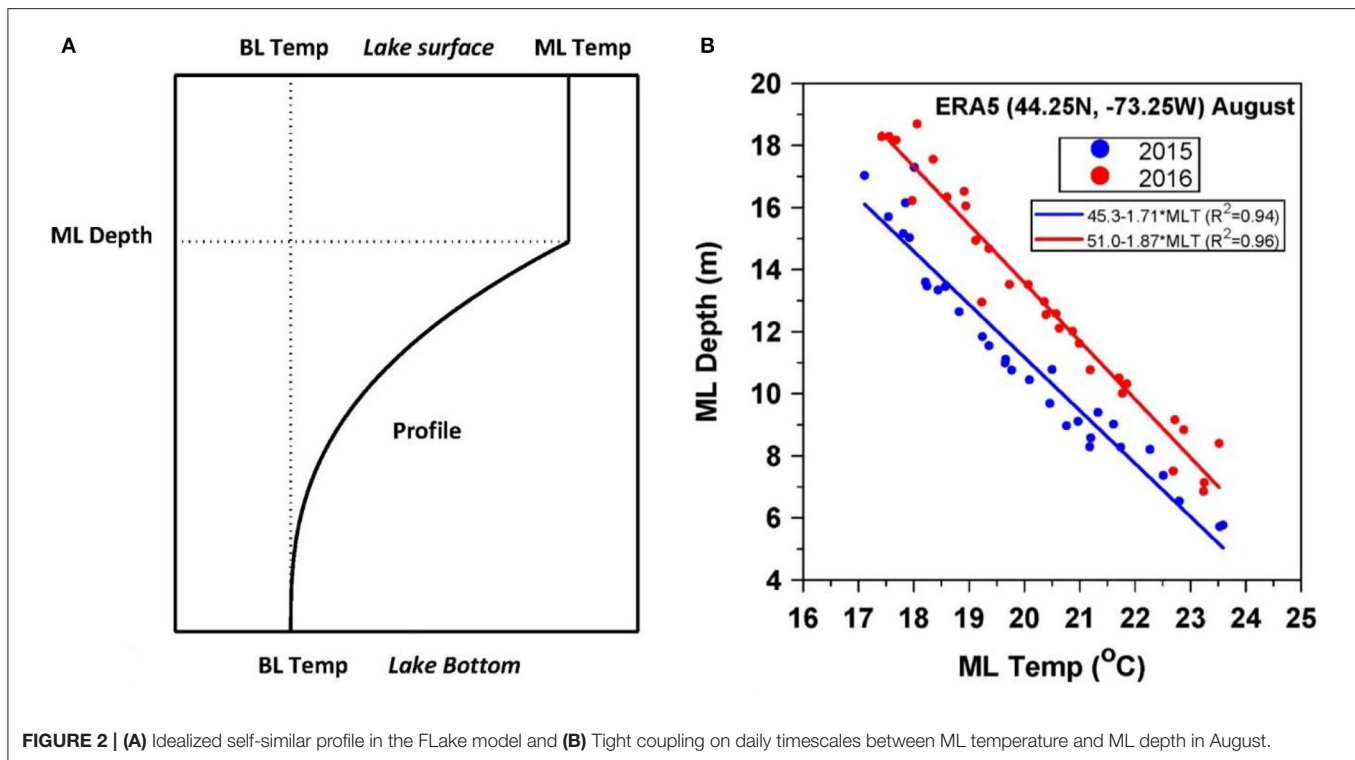 A
BL Temp Lake surface ML Temp
ML Depth
Profile
BL Temp Lake Bottom
B
ERA5 (44.25N, -73.25W) August
2015
2016
45.3-1.71*MLT (R²=0.94)
51.0-1.87*MLT (R²=0.96)
ML Depth (m)
20
18
16
14
12
10
8
6
4
16 17 18 19 20 21 22 23 24 25
ML Temp (°C)
FIGURE 2 | (A) Idealized self-similar profile in the FLake model and (B) Tight coupling on daily timescales between ML temperature and ML depth in August.